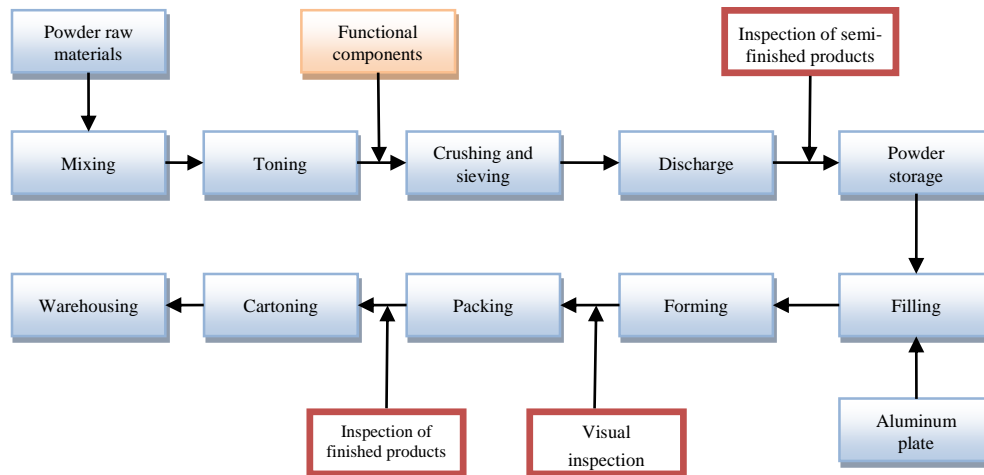 Powder raw
materials
Functional
components
Inspection of semi-
finished products
Mixing
Toning
Crushing and
sieving
Discharge
Powder
storage
Warehousing
Cartoning
Packing
Forming
Filling
Inspection of
finished products
Visual
inspection
Aluminum
plate